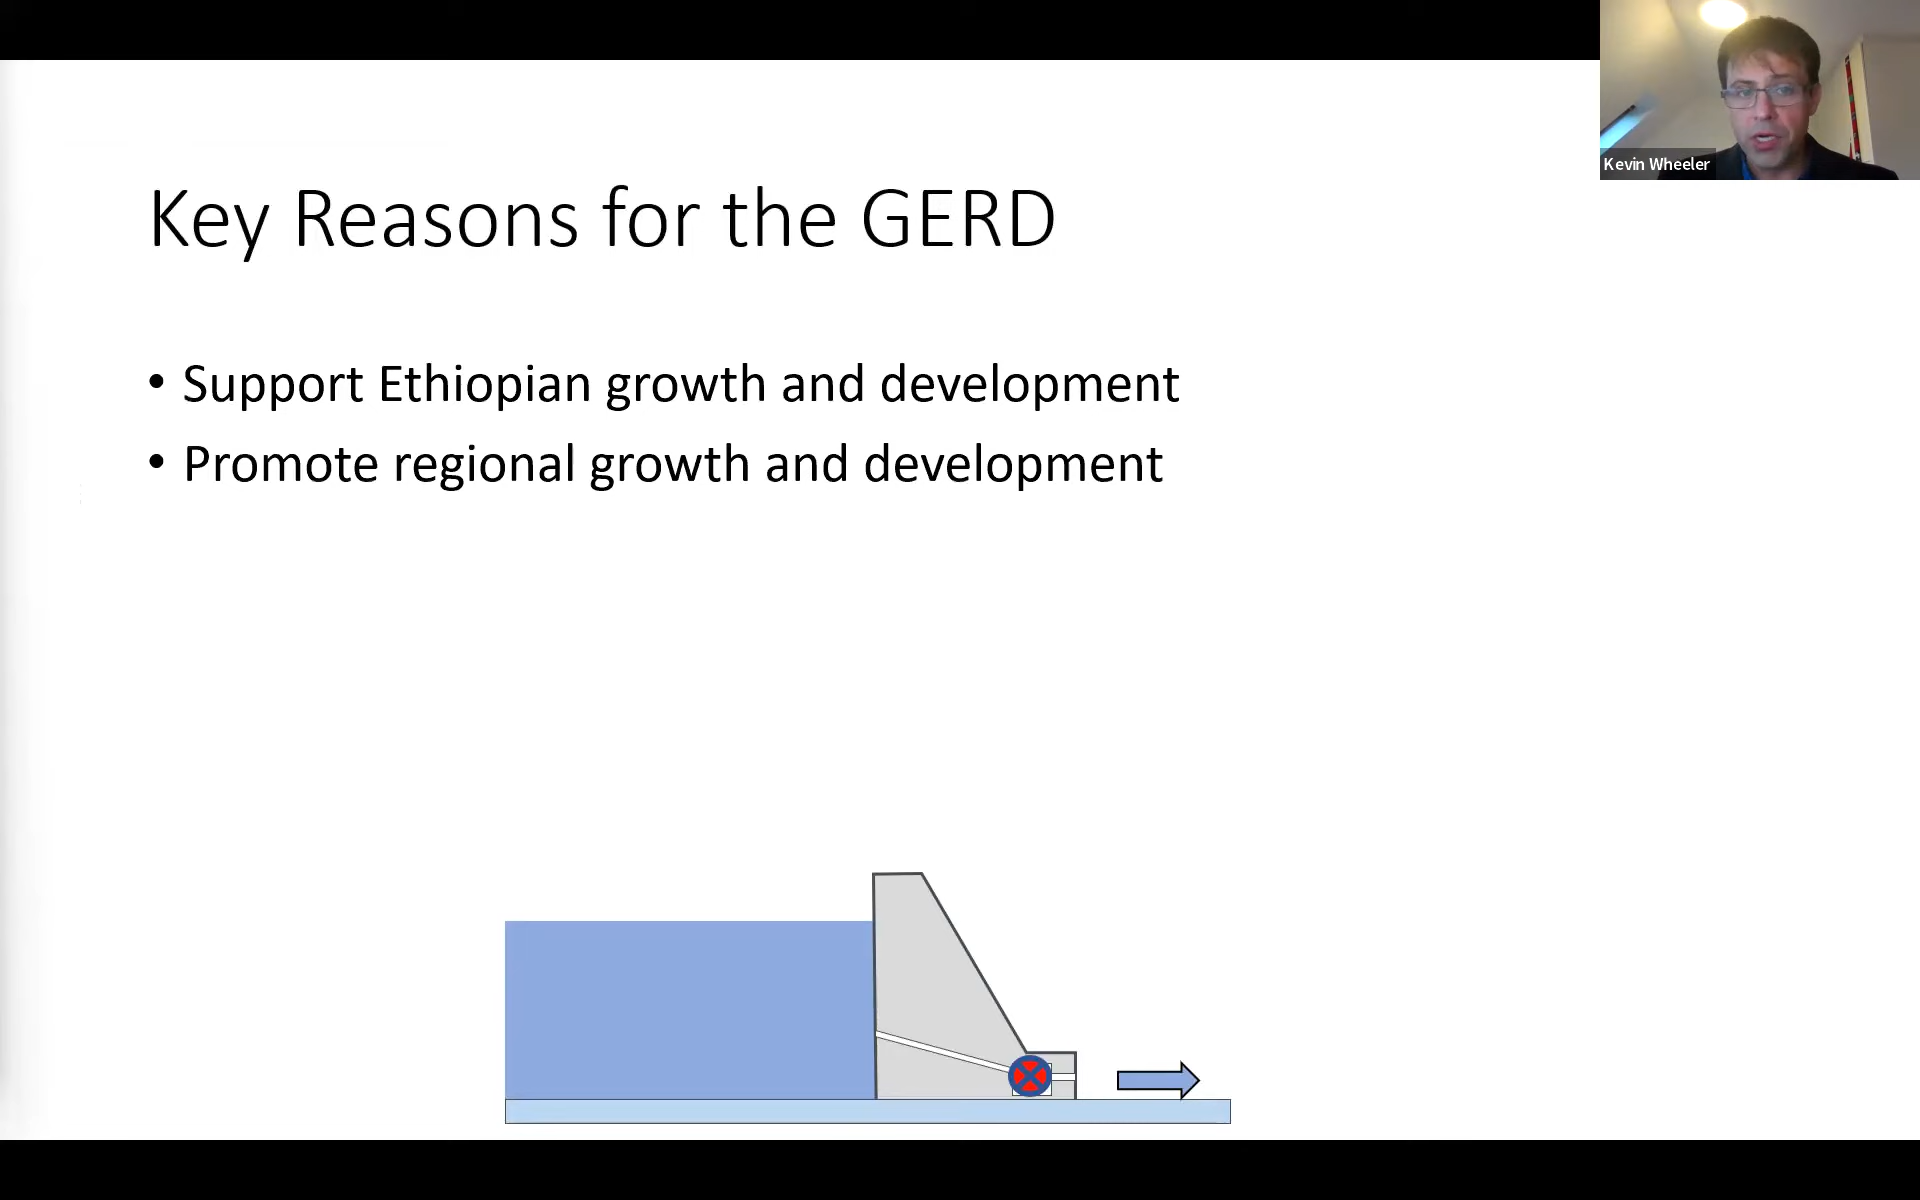 Kevin Wheeler
Key Reasons for the GERD
• Support Ethiopian growth and development
• Promote regional growth and development